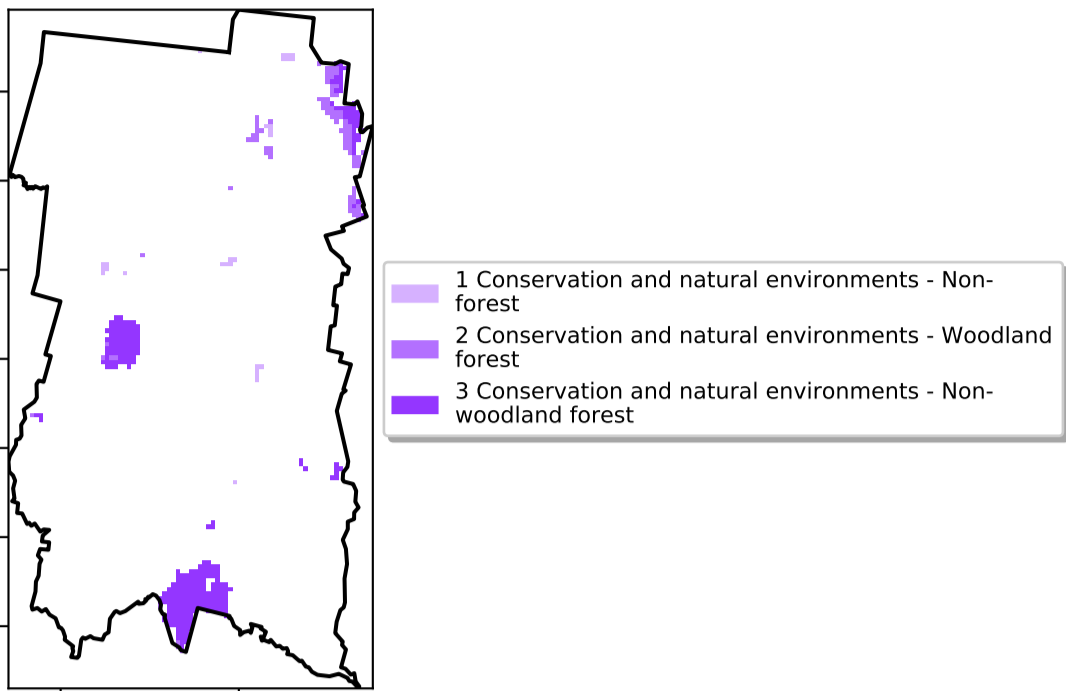 1 Conservation and natural environments - Non-
forest
2 Conservation and natural environments - Woodland
forest
3 Conservation and natural environments - Non-
woodland forest